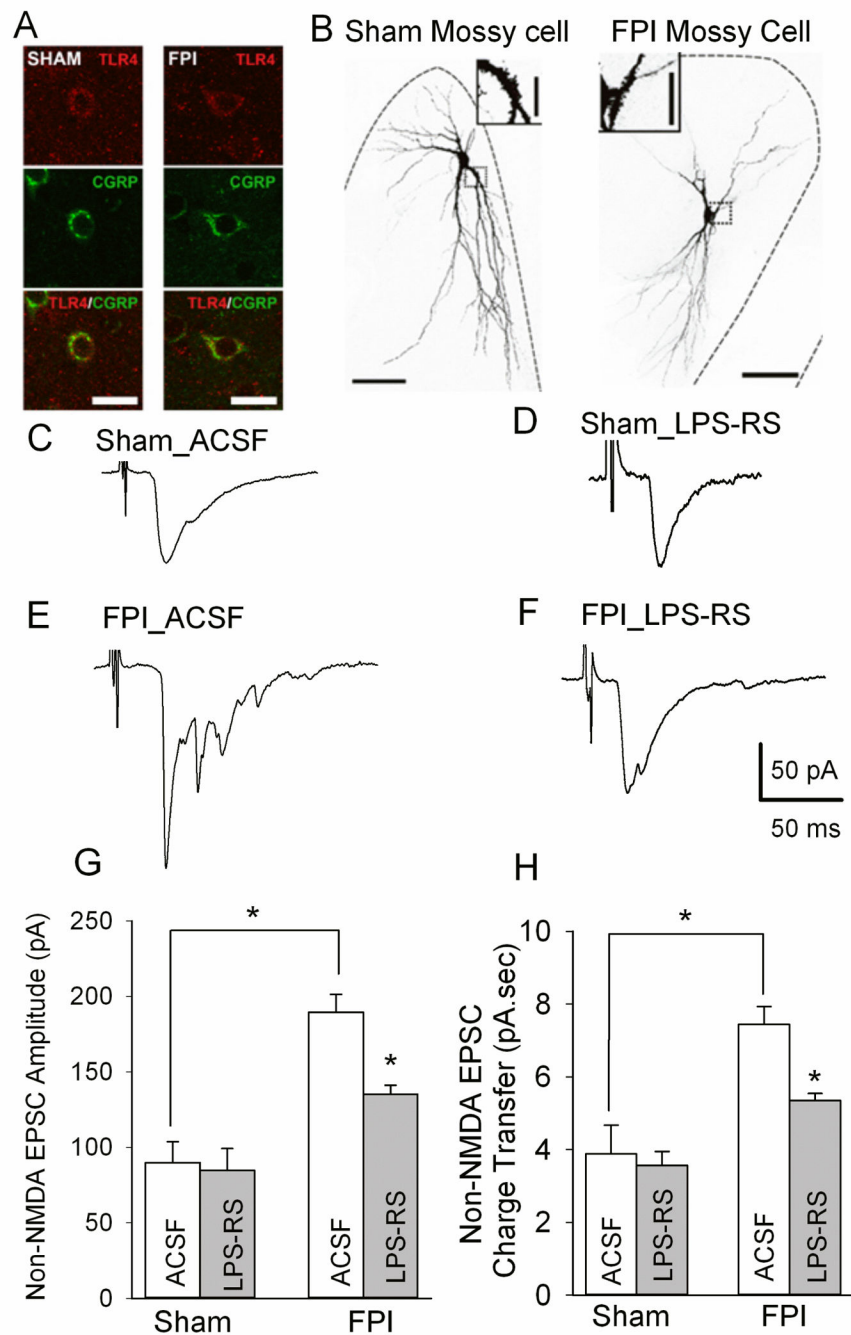 A
SHAM TLR4
FPI TLR4
CGRP
CGRP
TLR4/CGRP
TLR4/CGRP
B
Sham Mossy cell
FPI Mossy Cell
C
Sham_ACSF
D
Sham_LPS-RS
E
FPI_ACSF
F
FPI_LPS-RS
50 pA
50 ms
G
Non-NMDA EPSC Amplitude (pA)
250
200
150
100
50
0
*
*
ACSF
LPS-RS
ACSF
LPS-RS
Sham
FPI
H
Non-NMDA EPSC
Charge Transfer (pA.sec)
10
8
6
4
2
0
*
*
ACSF
LPS-RS
ACSF
LPS-RS
Sham
FPI